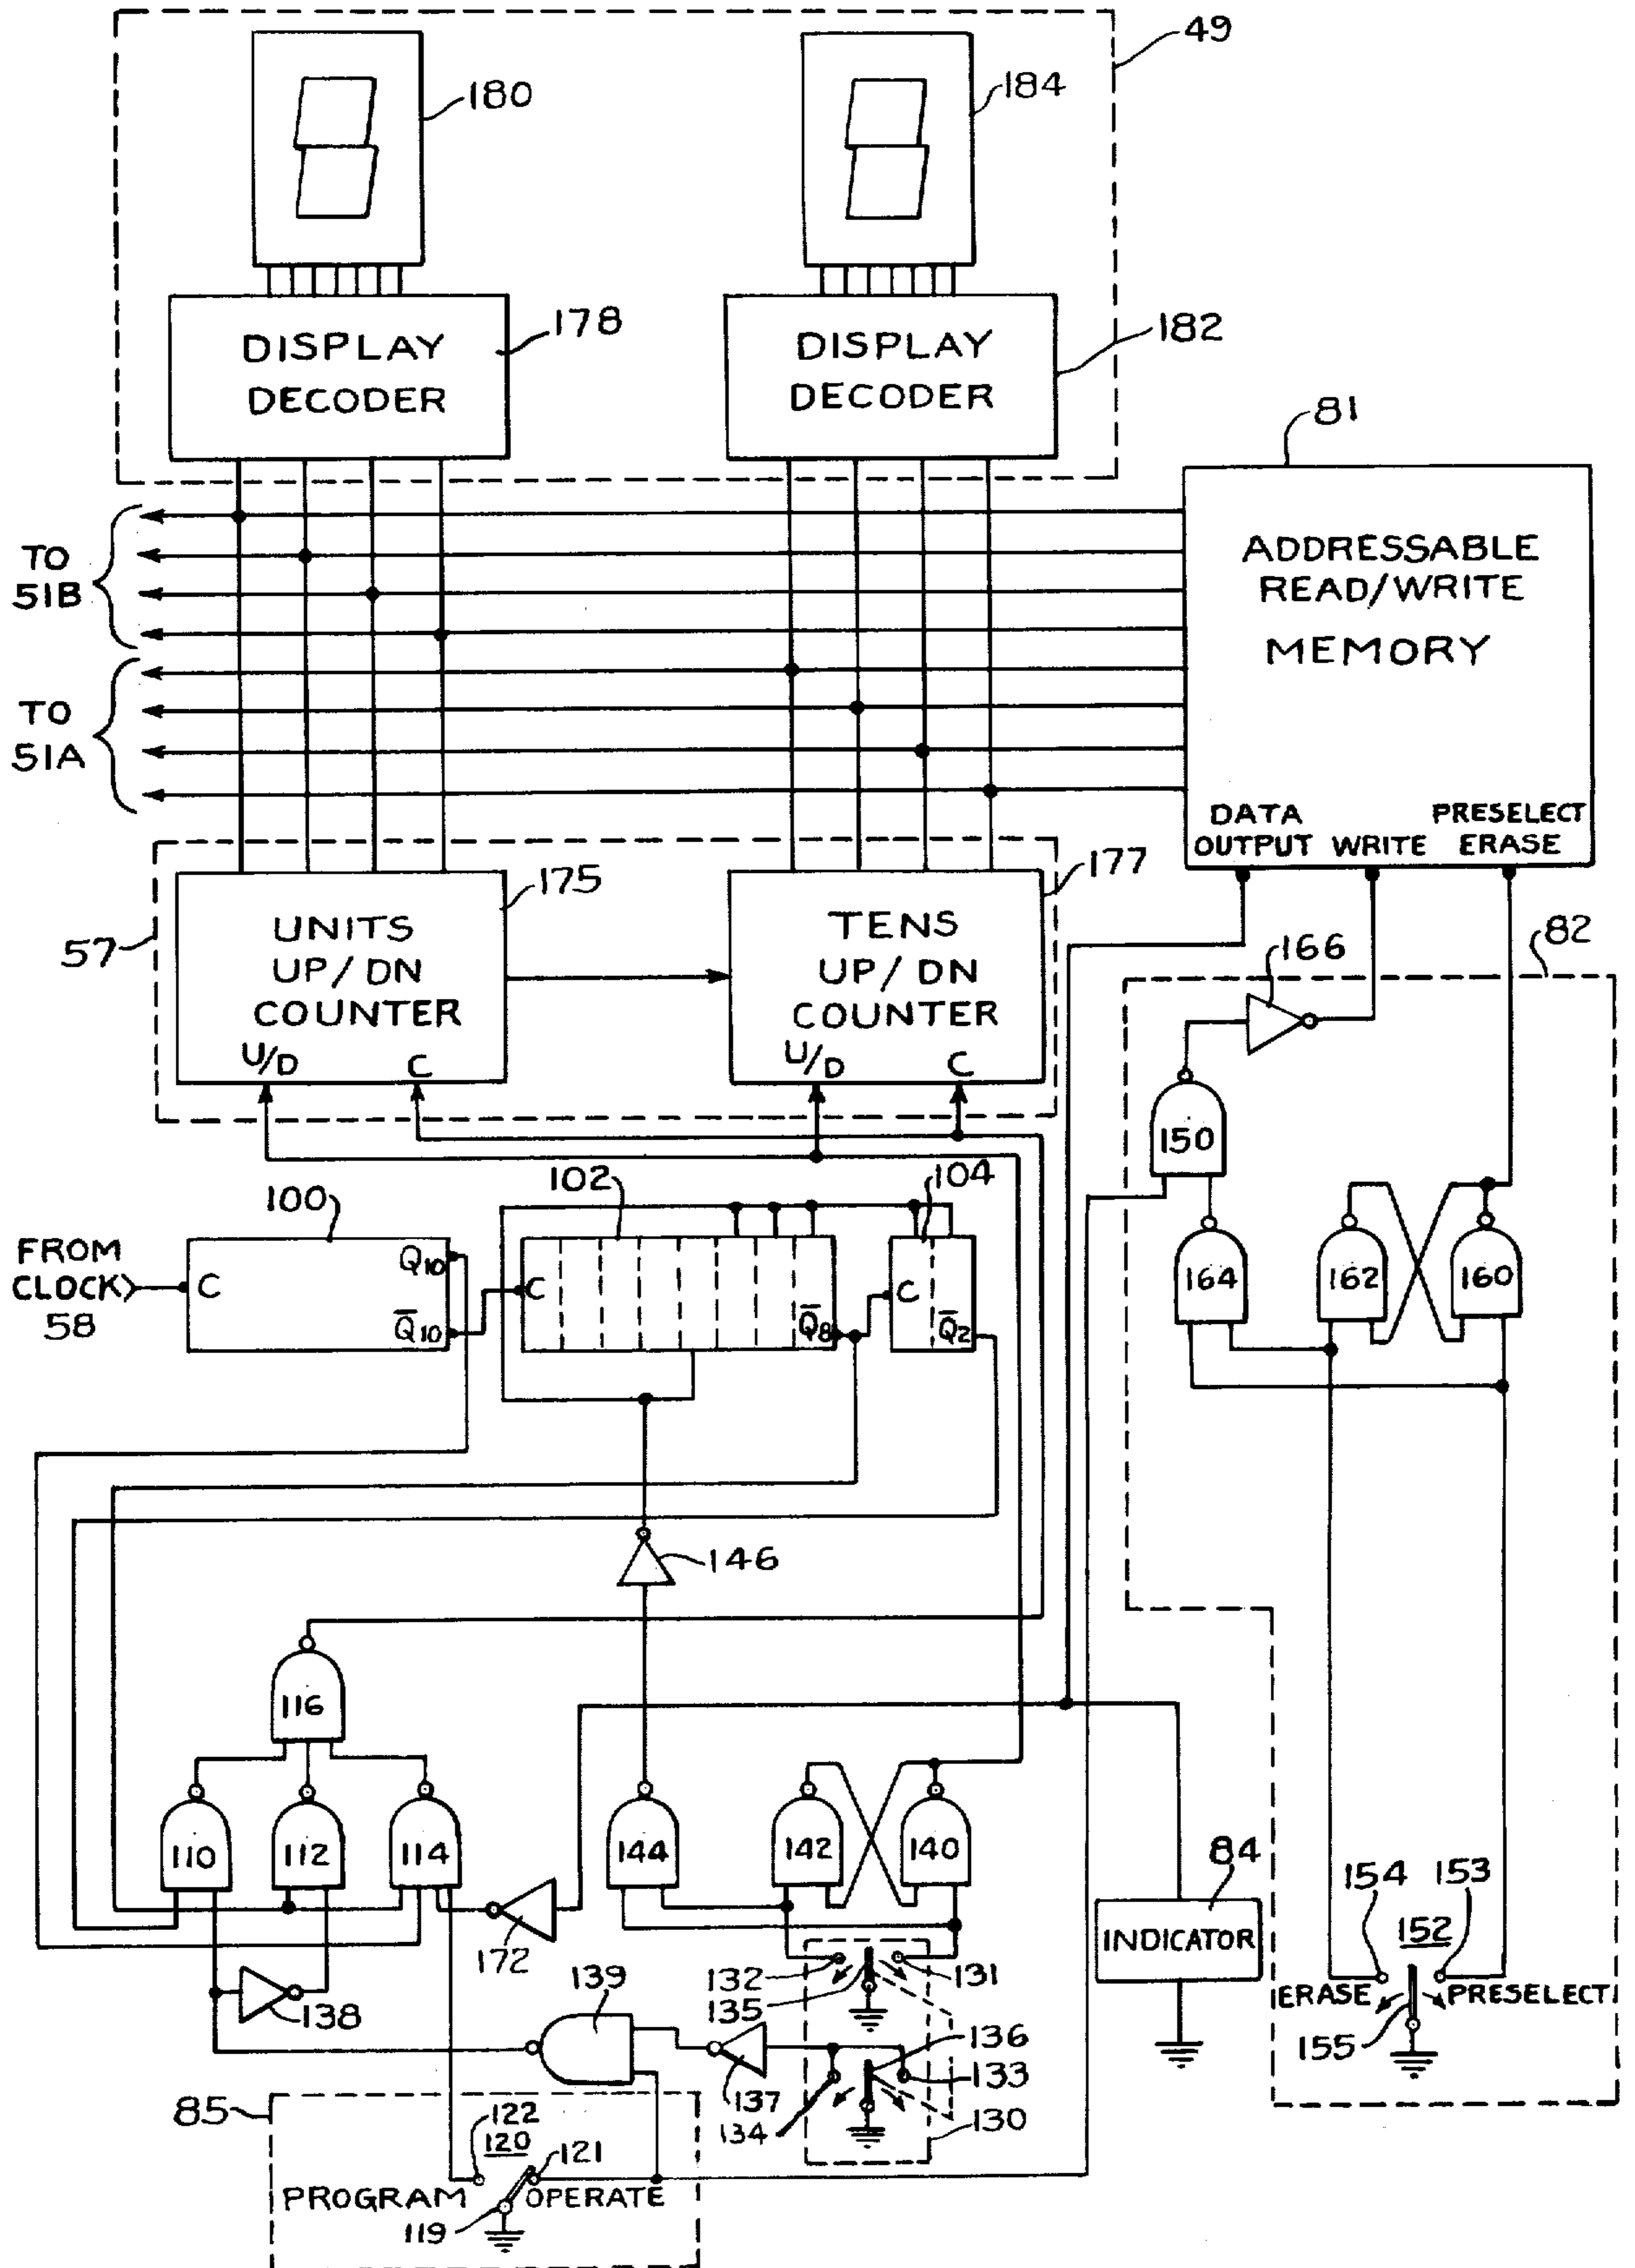 49
180
184
178
182
DISPLAY
DECODER
DISPLAY
DECODER
81
TO
51B
TO
51A
ADDRESSABLE
READ/WRITE
MEMORY
DATA
OUTPUT
WRITE
PRESELECT
ERASE
57
175
177
UNITS
UP/DN
COUNTER
U/D
C
TENS
UP/DN
COUNTER
U/D
C
82
166
150
100
102
104
FROM
CLOCK
58
C
Q10
Q̅10
C
Q̅8
C
Q̅2
164
162
160
146
116
110
112
114
144
142
140
84
INDICATOR
172
138
139
132
135
131
136
137
134
133
130
154
153
152
ERASE
PRESELECT
155
85
122
120
121
PROGRAM
OPERATE
119